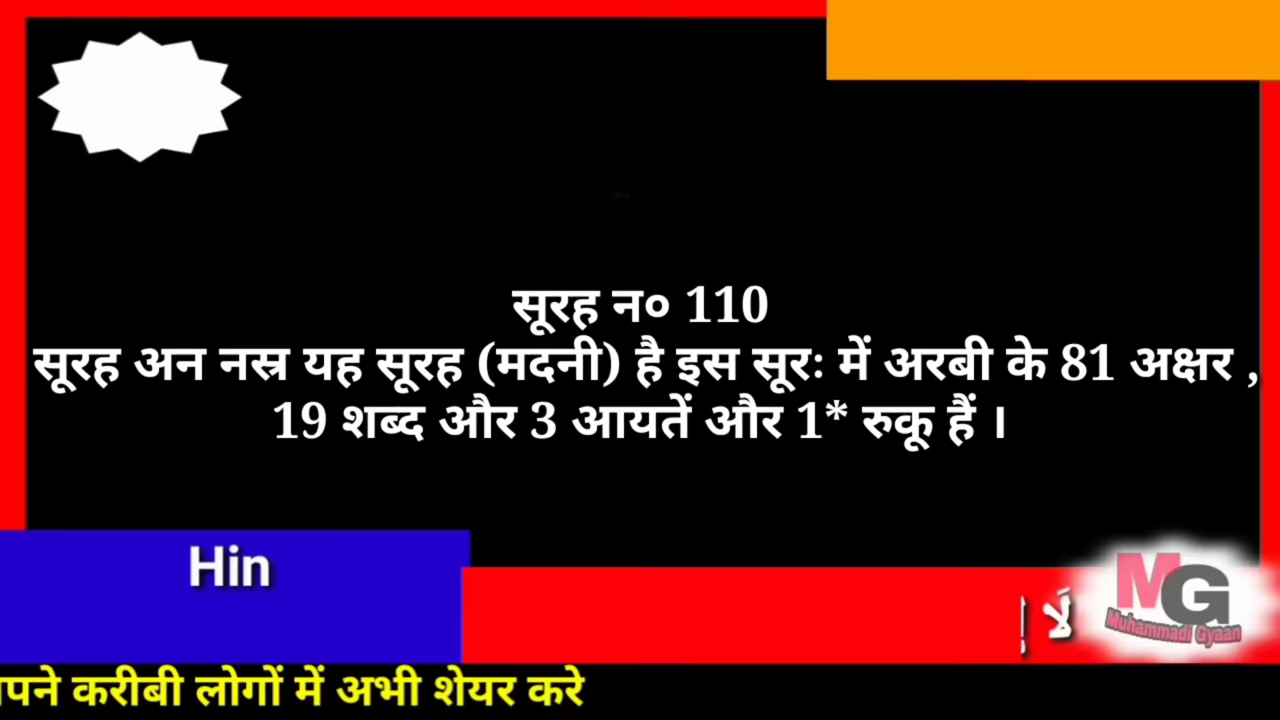 सूरह न० 110
सूरह अन नस्र यह सूरह (मदनी) है इस सूरः में अरबी के 81 अक्षर ,
19 शब्द और 3 आयतें और 1* रुकू हैं ।
Hin
لَا
MG
Muhammadi Gyaan
पने करीबी लोगों में अभी शेयर करे